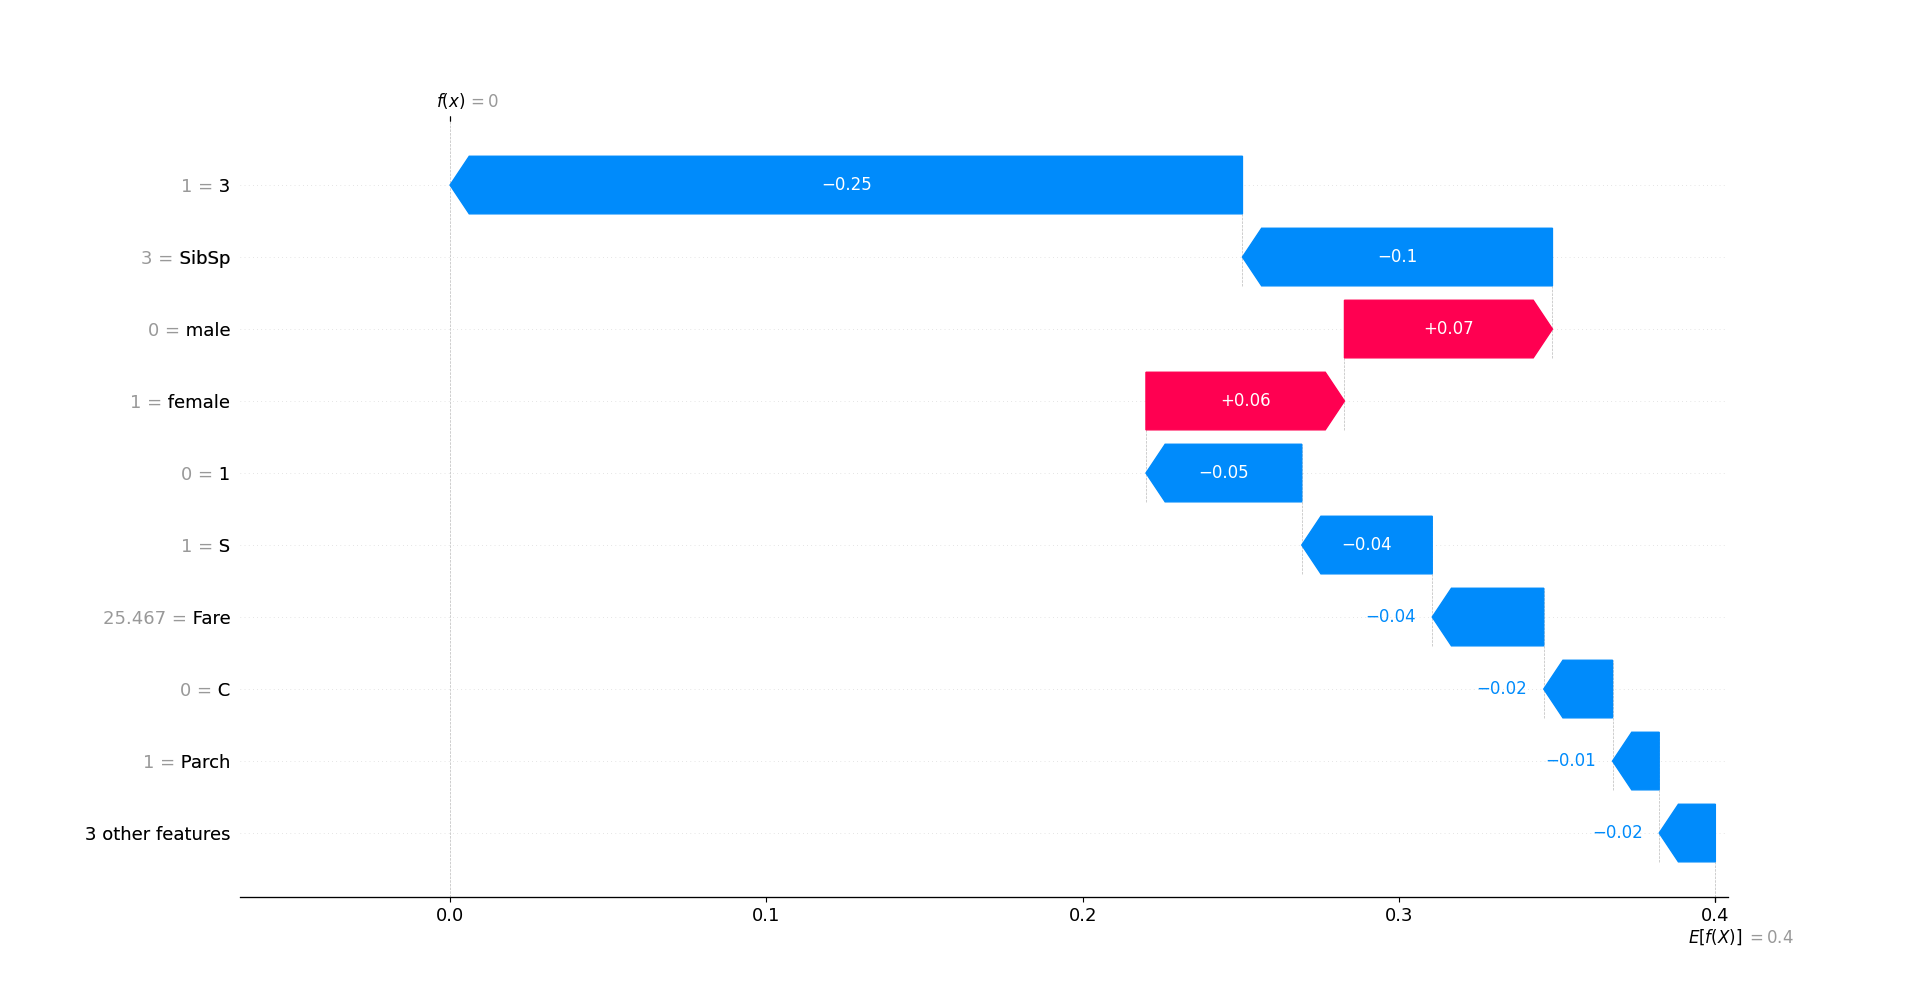 f(x) = 0
1 = 3
−0.25
3 = SibSp
−0.1
0 = male
+0.07
1 = female
+0.06
0 = 1
−0.05
1 = S
−0.04
25.467 = Fare
−0.04
0 = C
−0.02
1 = Parch
−0.01
3 other features
−0.02
0.0 0.1 0.2 0.3 0.4
E[f(X)] = 0.4